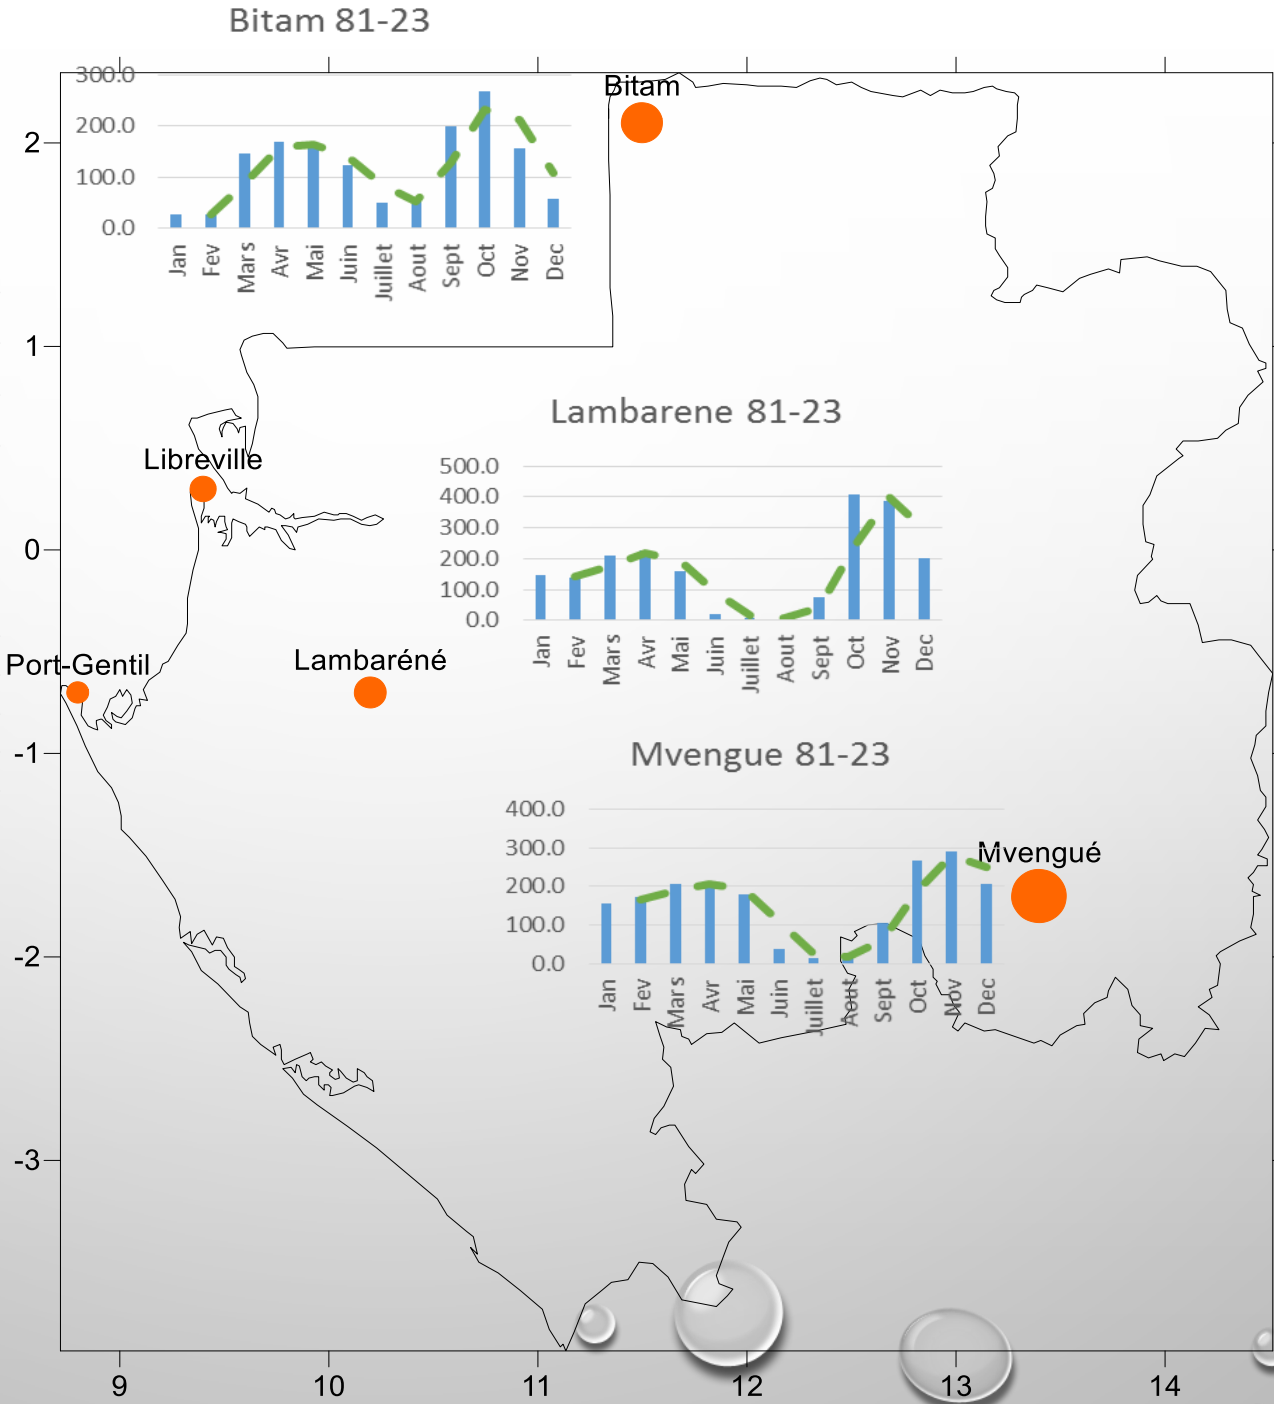 Bitam 81-23
300.0
200.0
100.0
0.0
Jan Fev Mars Avr Mai Juin Juillet Aout Sept Oct Nov Dec
Bitam
2
1
Lambarene 81-23
500.0
400.0
300.0
200.0
100.0
0.0
Jan Fev Mars Avr Mai Juin Juillet Aout Sept Oct Nov Dec
Libreville
0
Port-Gentil
Lambaréné
-1
Mvengue 81-23
400.0
300.0
200.0
100.0
0.0
Jan Fev Mars Avr Mai Juin Juillet Aout Sept Oct Nov Dec
Mvengué
-2
-3
9 10 11 12 13 14